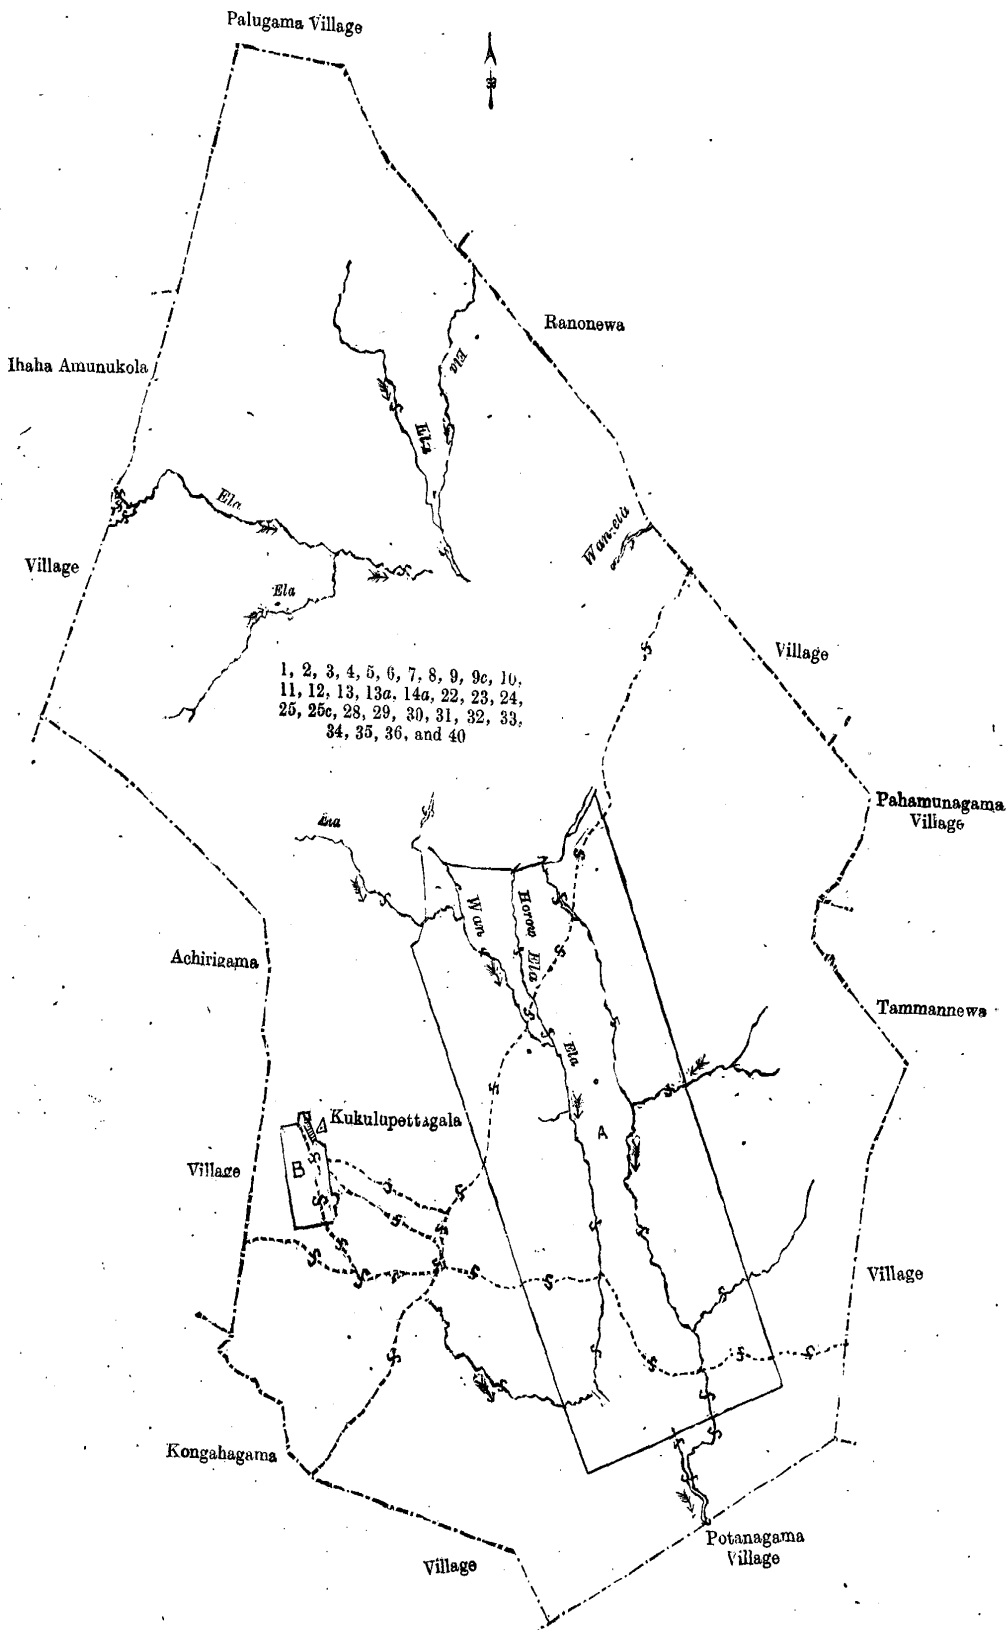 Palugama Village
Ranonewa
Ihaha Amunukola
Ela
Ela
Ela
Wan-ela
Village
Ela
Village
1, 2, 3, 4, 5, 6, 7, 8, 9, 9c, 10,
11, 12, 13, 13a, 14a, 22, 23, 24,
25, 25c, 28, 29, 30, 31, 32, 33,
34, 35, 36, and 40
Pahamunagama
Village
Ela
Wan
Horow Ela
Achirigama
Tammannewa
Ela
Kukulupettagala
A
B
Village
Village
Kongahagama
Potanagama
Village
Village